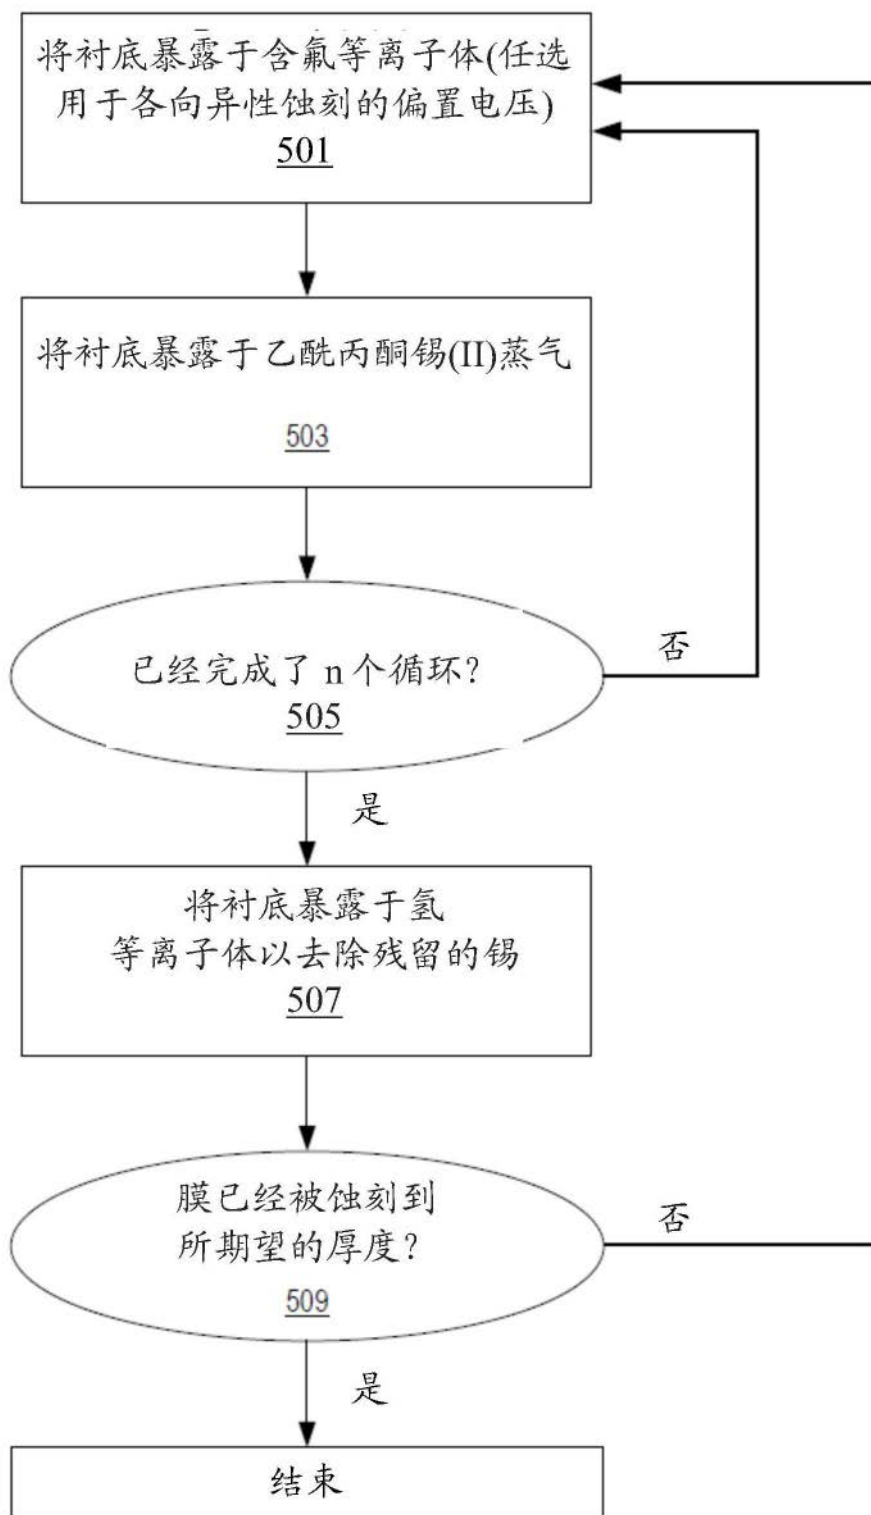 将衬底暴露于含氟等离子体(任选
用于各向异性蚀刻的偏置电压)
501
将衬底暴露于乙酰丙酮锡(II)蒸气
503
已经完成了 n 个循环?
505
否
是
将衬底暴露于氢
等离子体以去除残留的锡
507
膜已经被蚀刻到
所期望的厚度?
509
否
是
结束